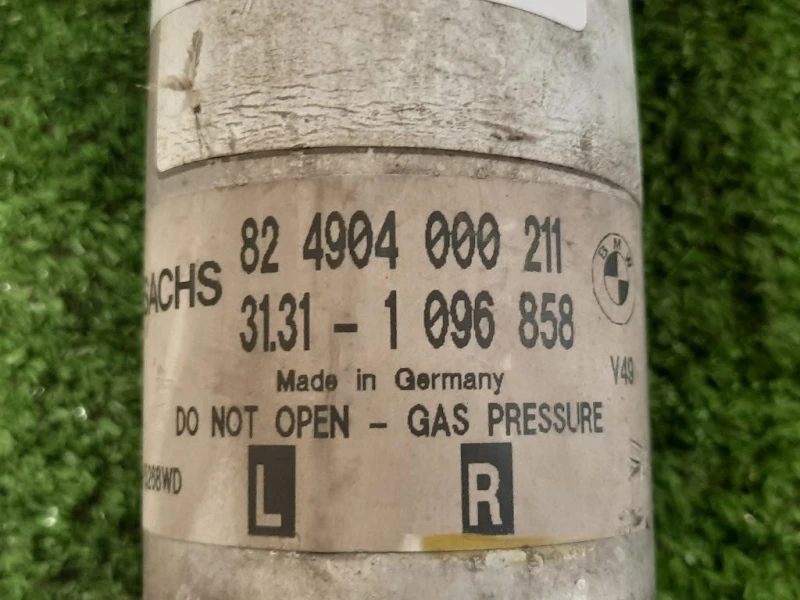 SACHS
82 4904 000 211
BMW
31.31 - 1 096 858
Made in Germany
V49
DO NOT OPEN - GAS PRESSURE
L R